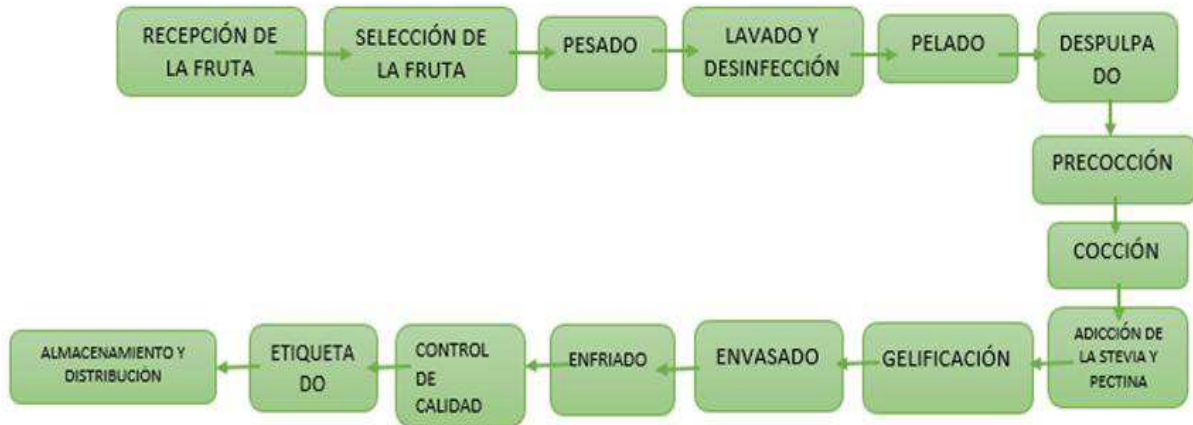 RECEPCIÓN DE
LA FRUTA
SELECCIÓN DE
LA FRUTA
PESADO
LAVADO Y
DESINFECCIÓN
PELADO
DESPULPA
DO
PRECOCCIÓN
COCCIÓN
ADICCIÓN DE
LA STEVIA Y
PECTINA
GELIFICACIÓN
ENVASADO
ENFRIADO
CONTROL
DE
CALIDAD
ETIQUETA
DO
ALMACENAMIENTO Y
DISTRIBUCIÓN